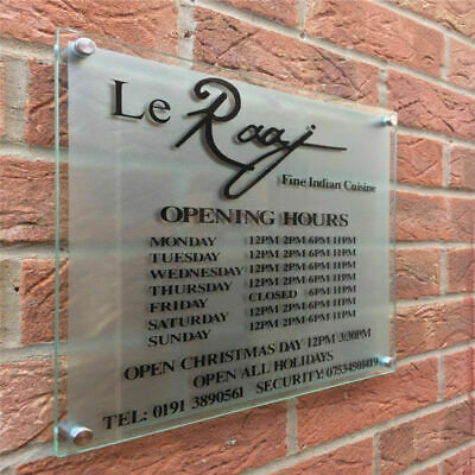 Le Raaj
Fine Indian Cuisine
OPENING HOURS
MONDAY 12PM 2PM 6PM 11PM
TUESDAY 12PM 2PM 6PM 11PM
WEDNESDAY 12PM 2PM 6PM 11PM
THURSDAY 12PM 2PM 6PM 11PM
FRIDAY CLOSED 6PM 11PM
SATURDAY 12PM 2PM 6PM 11PM
SUNDAY 12PM 2PM 6PM 11PM
OPEN CHRISTMAS DAY 12PM 3:30PM
OPEN ALL HOLIDAYS
TEL: 0191 3890561 SECURITY: